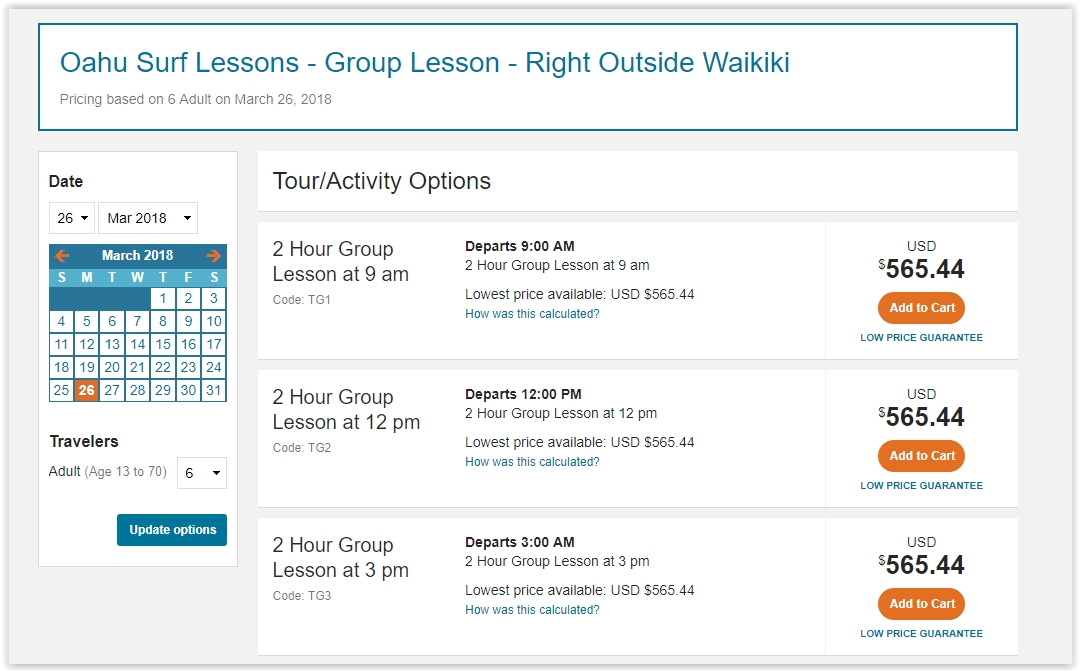 Oahu Surf Lessons - Group Lesson - Right Outside Waikiki
Pricing based on 6 Adult on March 26, 2018
Date
26 Mar 2018
March 2018
S M T W T F S
1 2 3
4 5 6 7 8 9 10
11 12 13 14 15 16 17
18 19 20 21 22 23 24
25 26 27 28 29 30 31
Travelers
Adult (Age 13 to 70) 6
Update options
Tour/Activity Options
2 Hour Group
Lesson at 9 am
Code: TG1
Departs 9:00 AM
2 Hour Group Lesson at 9 am
Lowest price available: USD $565.44
How was this calculated?
USD
$565.44
Add to Cart
LOW PRICE GUARANTEE
2 Hour Group
Lesson at 12 pm
Code: TG2
Departs 12:00 PM
2 Hour Group Lesson at 12 pm
Lowest price available: USD $565.44
How was this calculated?
USD
$565.44
Add to Cart
LOW PRICE GUARANTEE
2 Hour Group
Lesson at 3 pm
Code: TG3
Departs 3:00 AM
2 Hour Group Lesson at 3 pm
Lowest price available: USD $565.44
How was this calculated?
USD
$565.44
Add to Cart
LOW PRICE GUARANTEE